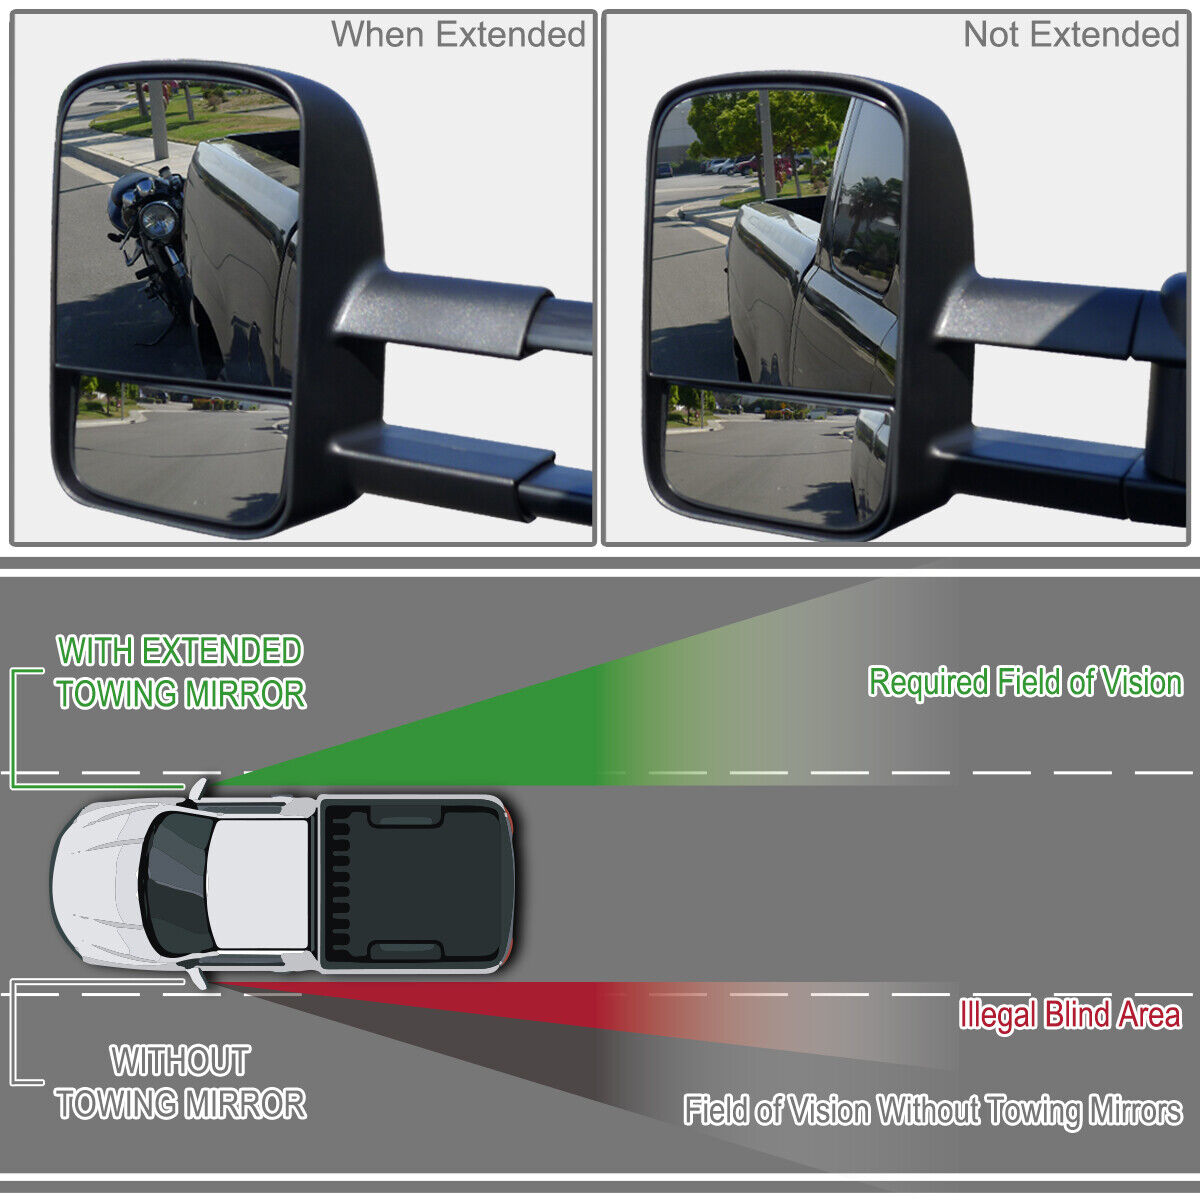 When Extended
Not Extended
WITH EXTENDED
TOWING MIRROR
Required Field of Vision
Illegal Blind Area
WITHOUT
TOWING MIRROR
Field of Vision Without Towing Mirrors